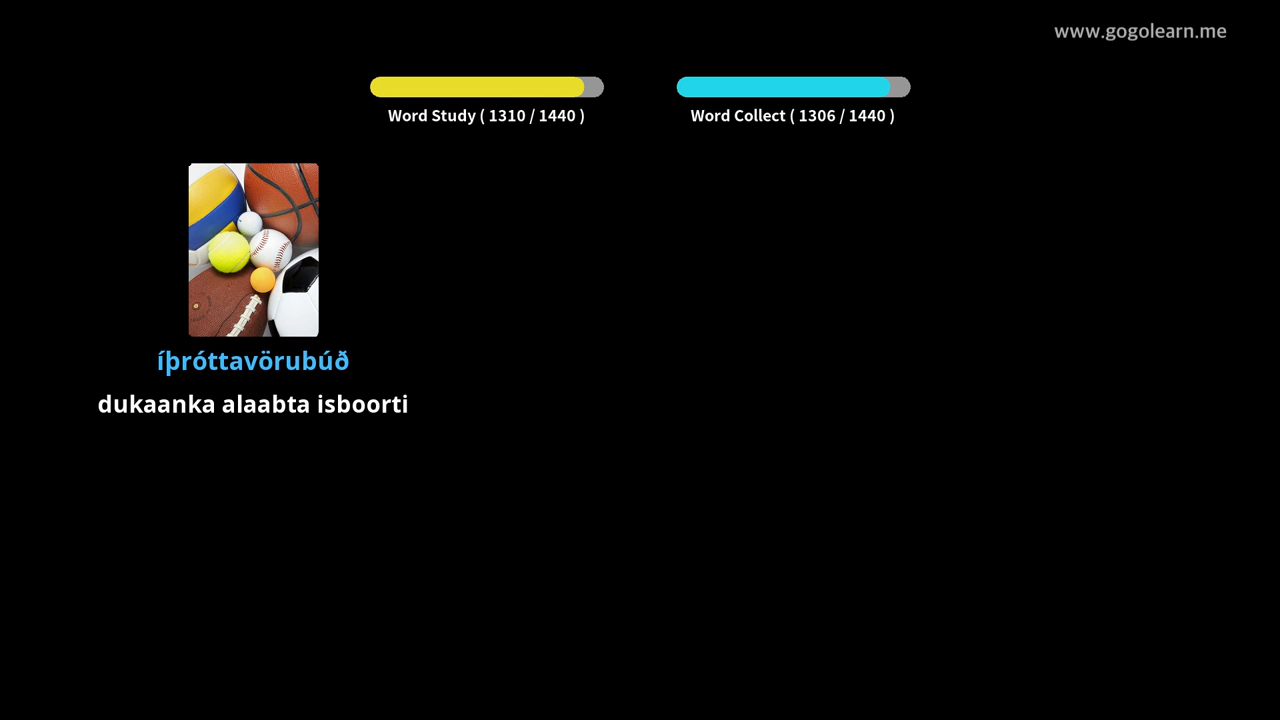 www.gogolearn.me
Word Study ( 1310 / 1440 )
Word Collect ( 1306 / 1440 )
íþróttavörubúð
dukaanka alaabta isboorti